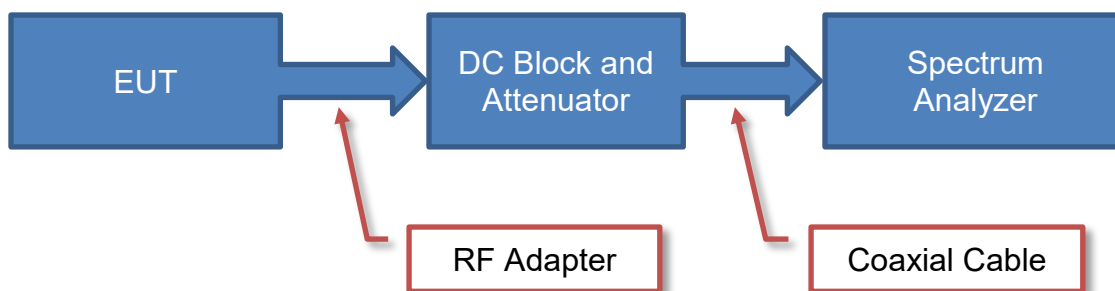 EUT
DC Block and
Attenuator
Spectrum
Analyzer
RF Adapter
Coaxial Cable